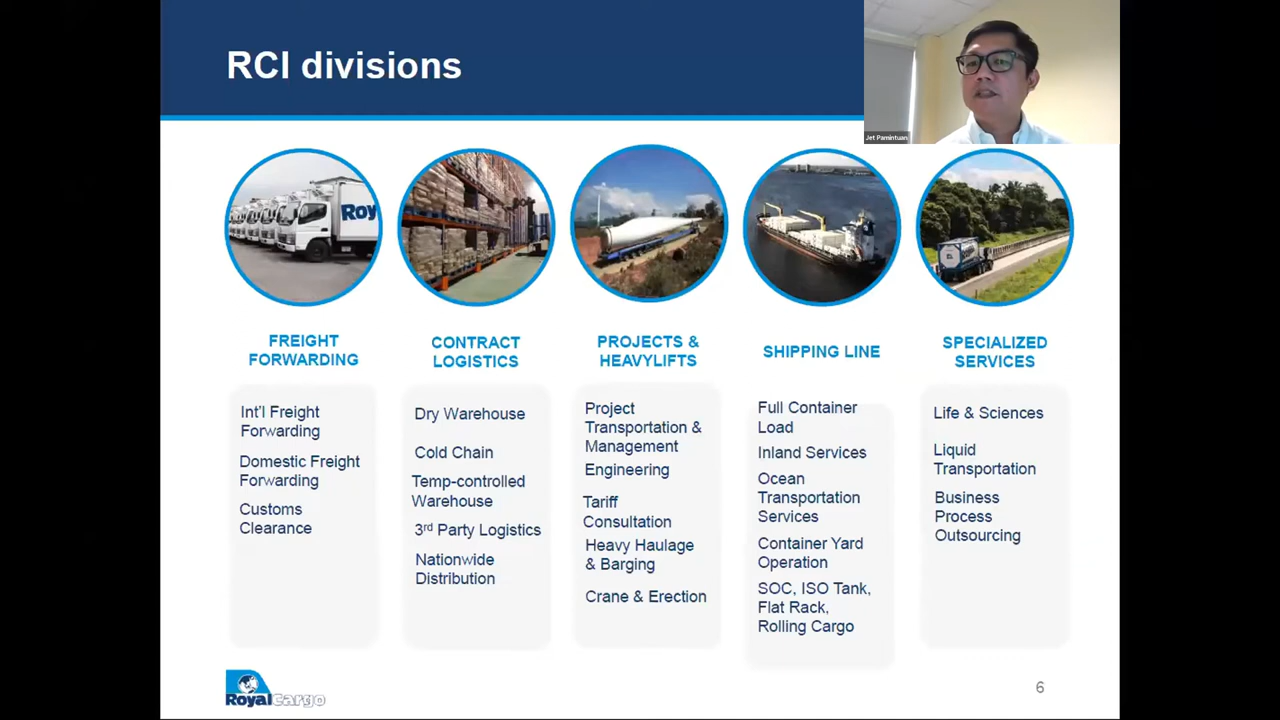 RCI divisions
Jet Pamintuan
Royal
FREIGHT
FORWARDING
Int'l Freight
Forwarding
Domestic Freight
Forwarding
Customs
Clearance
CONTRACT
LOGISTICS
Dry Warehouse
Cold Chain
Temp-controlled
Warehouse
3rd Party Logistics
Nationwide
Distribution
PROJECTS &
HEAVYLIFTS
Project
Transportation &
Management
Engineering
Tariff
Consultation
Heavy Haulage
& Barging
Crane & Erection
SHIPPING LINE
Full Container
Load
Inland Services
Ocean
Transportation
Services
Container Yard
Operation
SOC, ISO Tank,
Flat Rack,
Rolling Cargo
SPECIALIZED
SERVICES
Life & Sciences
Liquid
Transportation
Business
Process
Outsourcing
RoyalCargo
6